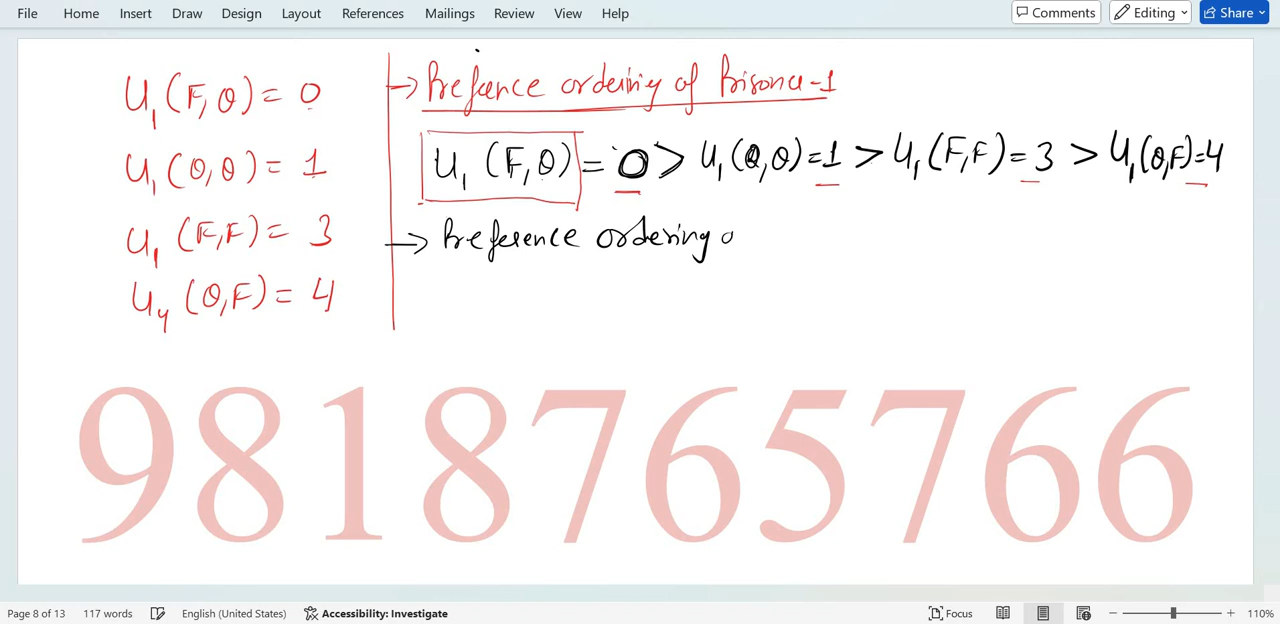 File Home Insert Draw Design Layout References Mailings Review View Help Comments Editing Share
U₁(F,Q)= 0
U₁(Q,Q)= 1
U₁(F,F)= 3
U₄(Q,F)= 4
→ Prefeence ordering of Prisoner-1
U₁(F,Q)= 0 > U₁(Q,Q)=1 > U₁(F,F)= 3 > U₁(Q,F)=4
→ Preference ordering o
9818765766
Page 8 of 13 117 words English (United States) Accessibility: Investigate Focus 110%